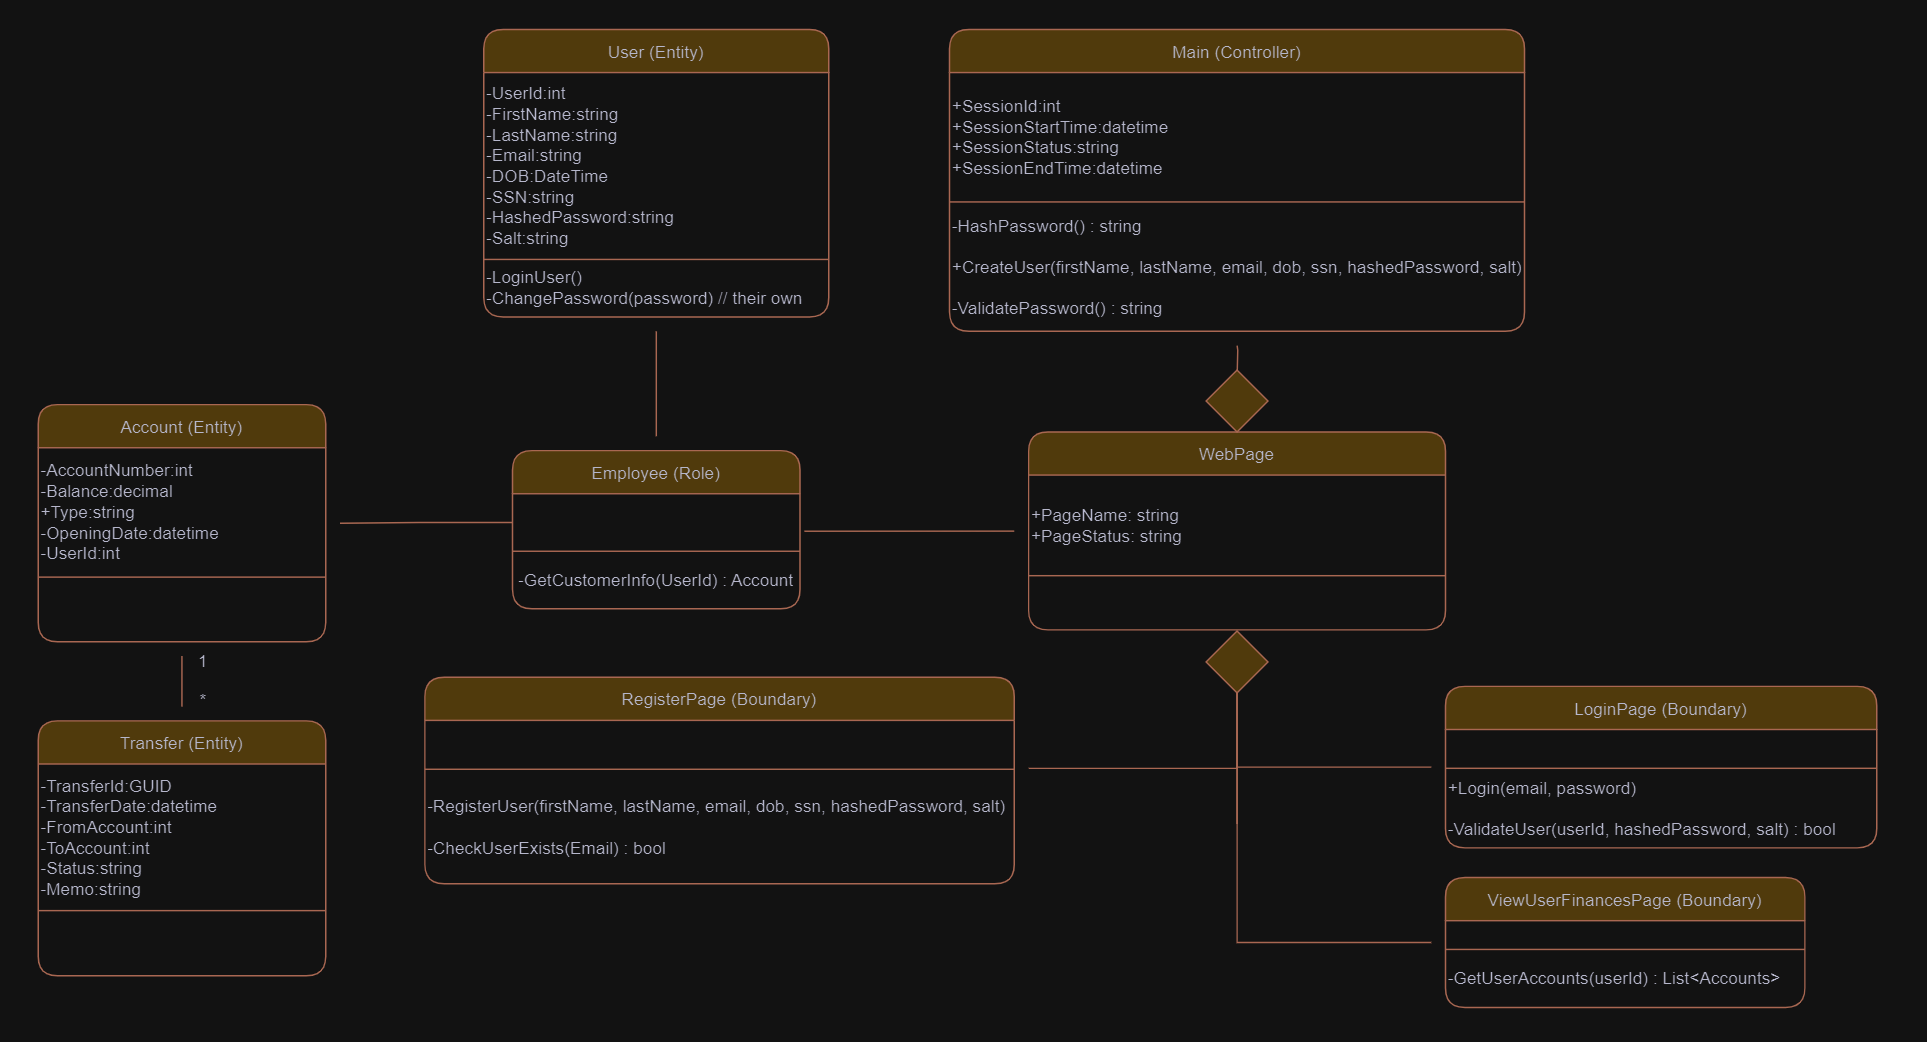 User (Entity)
-UserId:int
-FirstName:string
-LastName:string
-Email:string
-DOB:DateTime
-SSN:string
-HashedPassword:string
-Salt:string
-LoginUser()
-ChangePassword(password) // their own
Main (Controller)
+SessionId:int
+SessionStartTime:datetime
+SessionStatus:string
+SessionEndTime:datetime
-HashPassword() : string
+CreateUser(firstName, lastName, email, dob, ssn, hashedPassword, salt)
-ValidatePassword() : string
Account (Entity)
-AccountNumber:int
-Balance:decimal
+Type:string
-OpeningDate:datetime
-UserId:int
Employee (Role)
-GetCustomerInfo(UserId) : Account
WebPage
+PageName: string
+PageStatus: string
1
*
Transfer (Entity)
-TransferId:GUID
-TransferDate:datetime
-FromAccount:int
-ToAccount:int
-Status:string
-Memo:string
RegisterPage (Boundary)
-RegisterUser(firstName, lastName, email, dob, ssn, hashedPassword, salt)
-CheckUserExists(Email) : bool
LoginPage (Boundary)
+Login(email, password)
-ValidateUser(userId, hashedPassword, salt) : bool
ViewUserFinancesPage (Boundary)
-GetUserAccounts(userId) : List<Accounts>